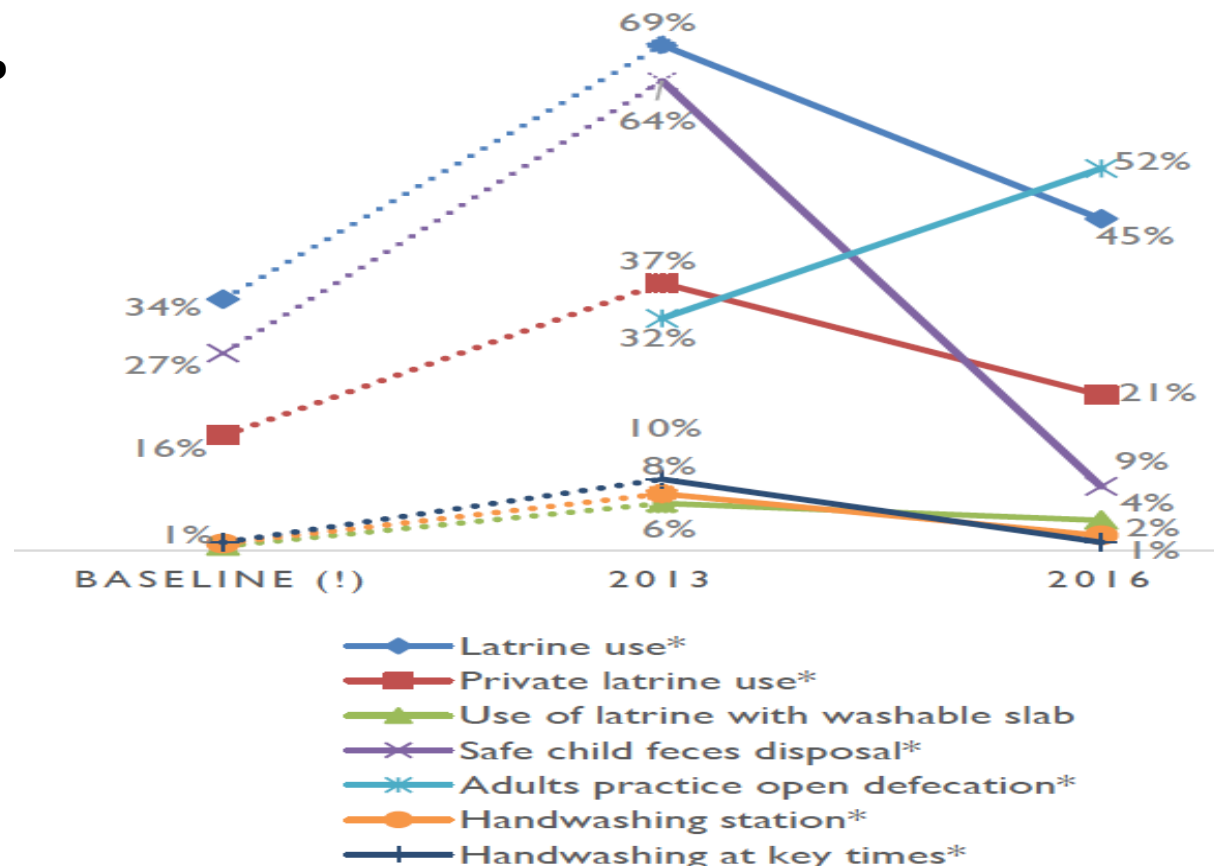 69%
64%
52%
45%
34%
37%
27%
32%
16%
21%
10%
8%
9%
6%
4%
2%
1%
1%
BASELINE (!) 2013 2016
Latrine use*
Private latrine use*
Use of latrine with washable slab
Safe child feces disposal*
Adults practice open defecation*
Handwashing station*
Handwashing at key times*